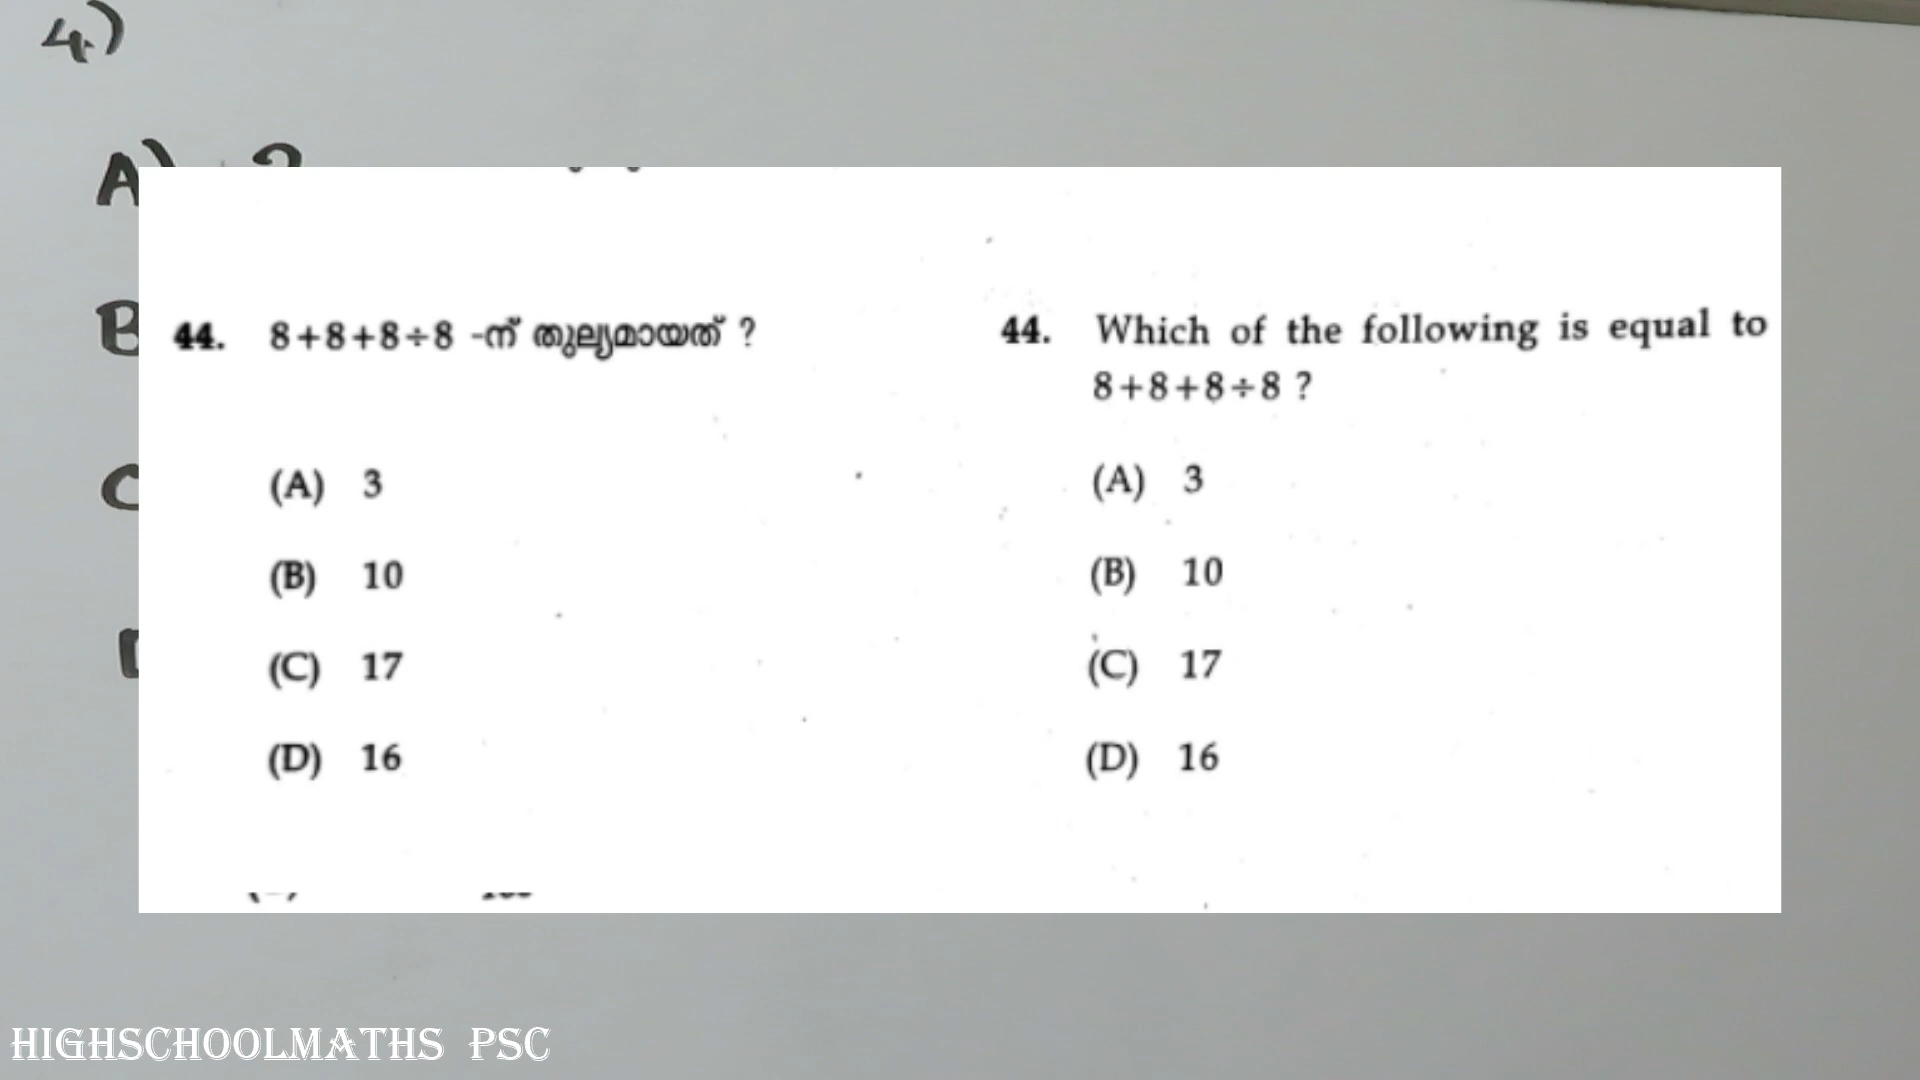 4.)
A)
B
C
44. 8+8+8÷8 -ന് തുല്യമായത് ?
(A) 3
(B) 10
(C) 17
(D) 16
44. Which of the following is equal to
8+8+8÷8 ?
(A) 3
(B) 10
(C) 17
(D) 16
HIGHSCHOOLMATHS PSC